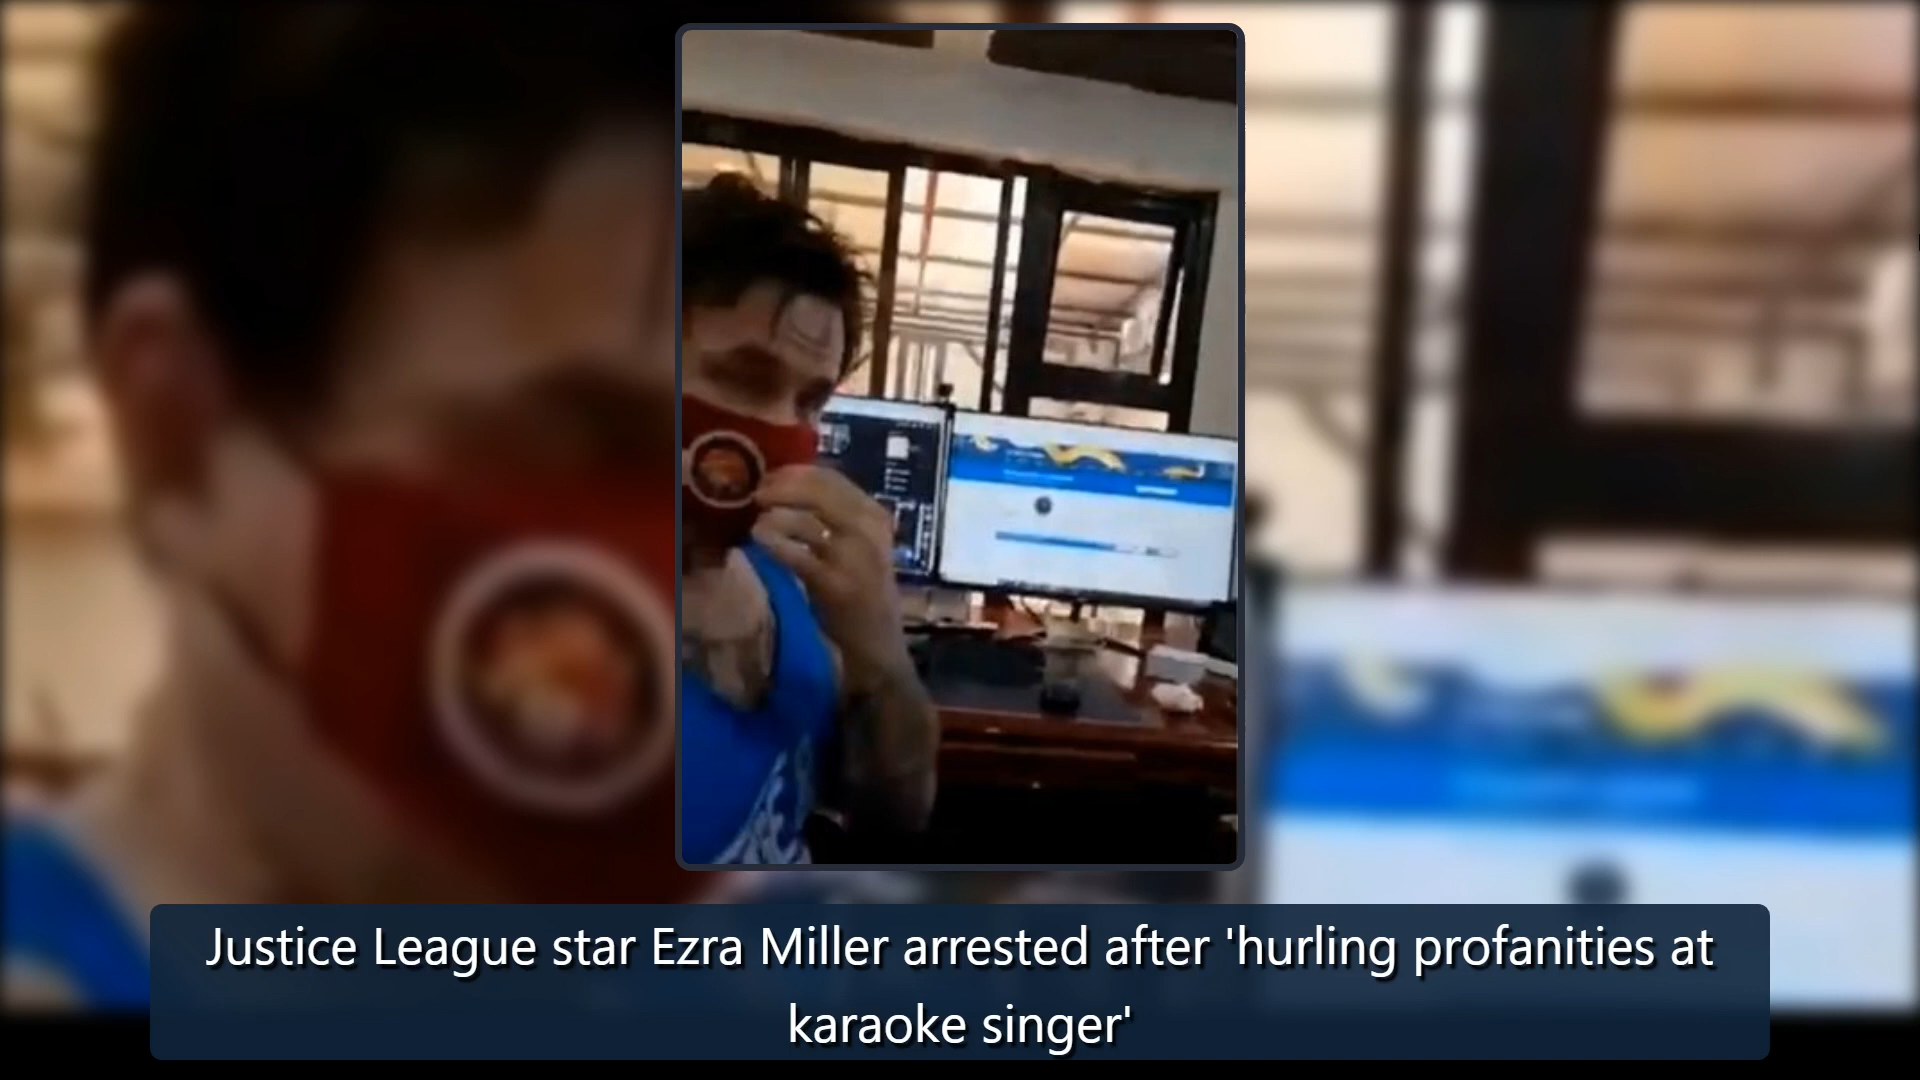 Justice League star Ezra Miller arrested after 'hurling profanities at
karaoke singer'